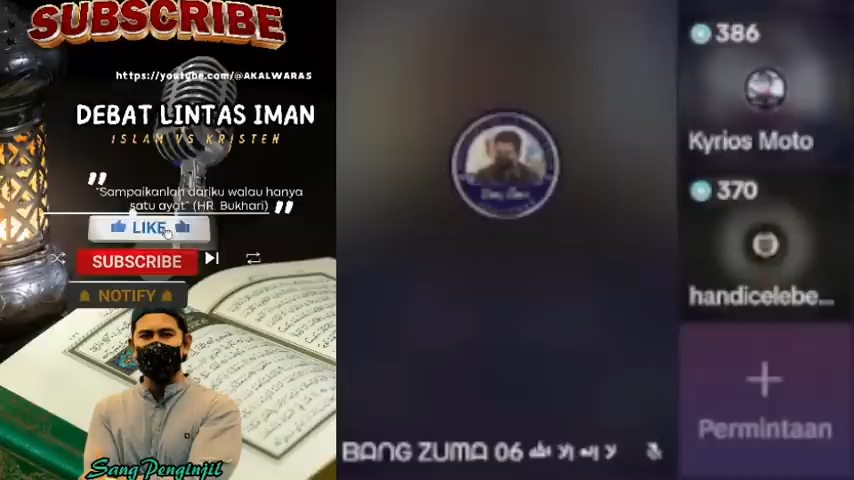 SUBSCRIBE
https://youtube.com/@AKALWARAS
DEBAT LINTAS IMAN
ISLAM VS KRISTEN
"Sampaikanlah dariku walau hanya
satu ayat" (HR. Bukhari)
LIKE
SUBSCRIBE
NOTIFY
Sang Penginjil
BANG ZUMA 06
386
Kyrios Moto
370
handicelebe...
+
Permintaan